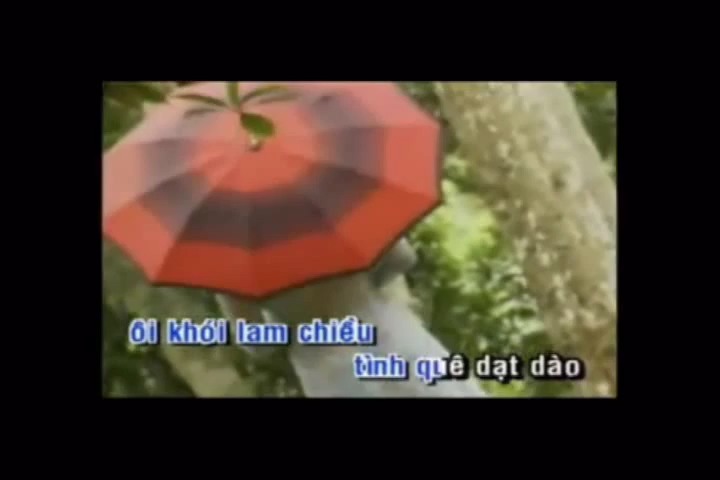 ôi khói lam chiều
tình quê dạt dào